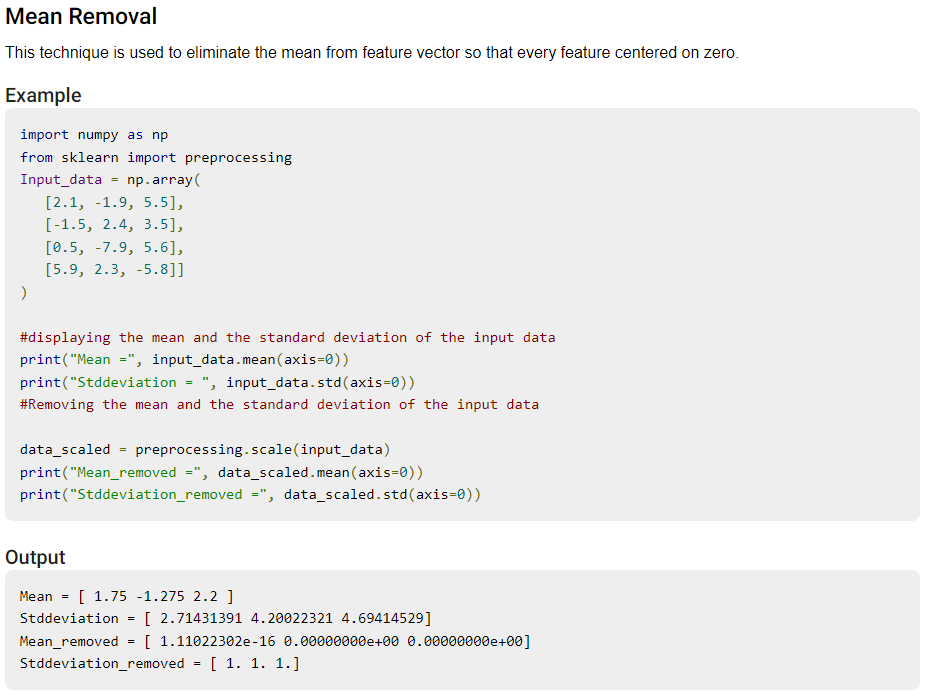 Mean Removal
This technique is used to eliminate the mean from feature vector so that every feature centered on zero.
Example
import numpy as np
from sklearn import preprocessing
Input_data = np.array(
   [2.1, -1.9, 5.5],
   [-1.5, 2.4, 3.5],
   [0.5, -7.9, 5.6],
   [5.9, 2.3, -5.8]]
)
#displaying the mean and the standard deviation of the input data
print("Mean =", input_data.mean(axis=0))
print("Stddeviation = ", input_data.std(axis=0))
#Removing the mean and the standard deviation of the input data
data_scaled = preprocessing.scale(input_data)
print("Mean_removed =", data_scaled.mean(axis=0))
print("Stddeviation_removed =", data_scaled.std(axis=0))
Output
Mean = [ 1.75 -1.275 2.2 ]
Stddeviation = [ 2.71431391 4.20022321 4.69414529]
Mean_removed = [ 1.11022302e-16 0.00000000e+00 0.00000000e+00]
Stddeviation_removed = [ 1. 1. 1.]